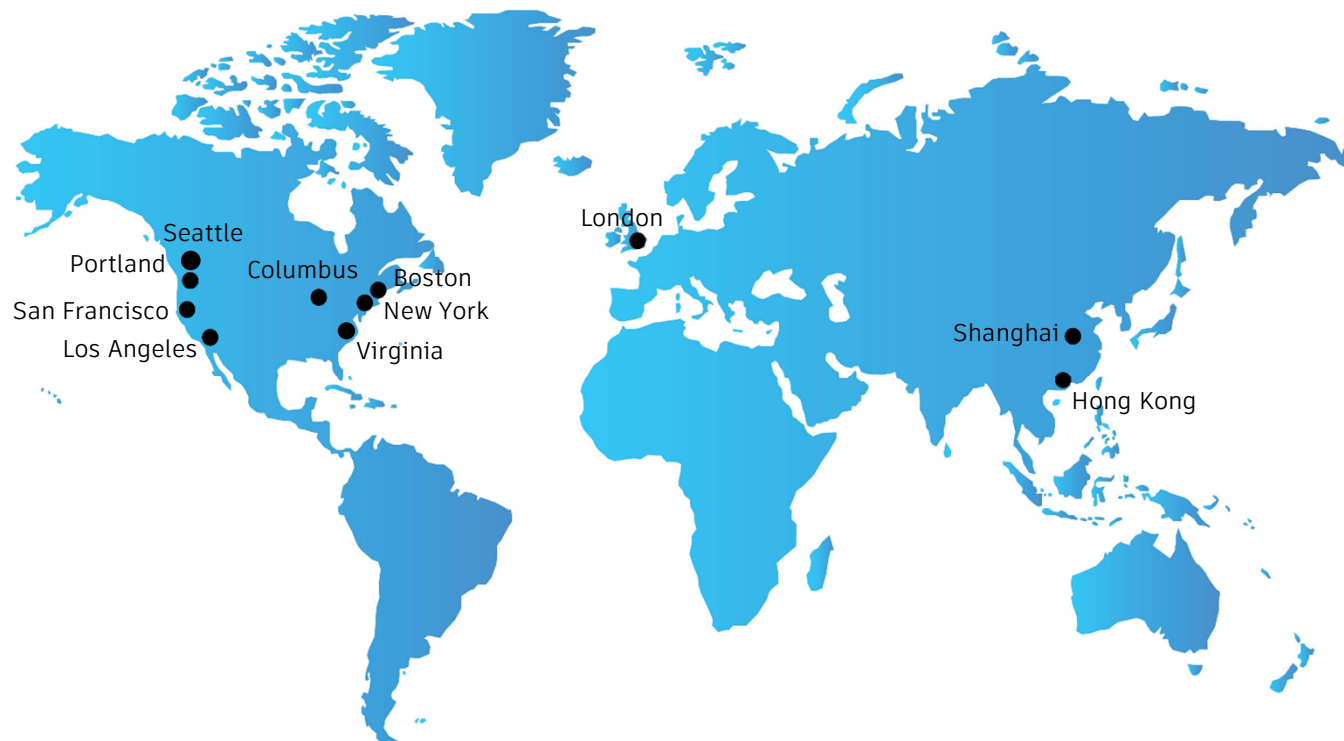 London
Seattle
Portland
Columbus
Boston
San Francisco
New York
Los Angeles
Virginia
Shanghai
Hong Kong